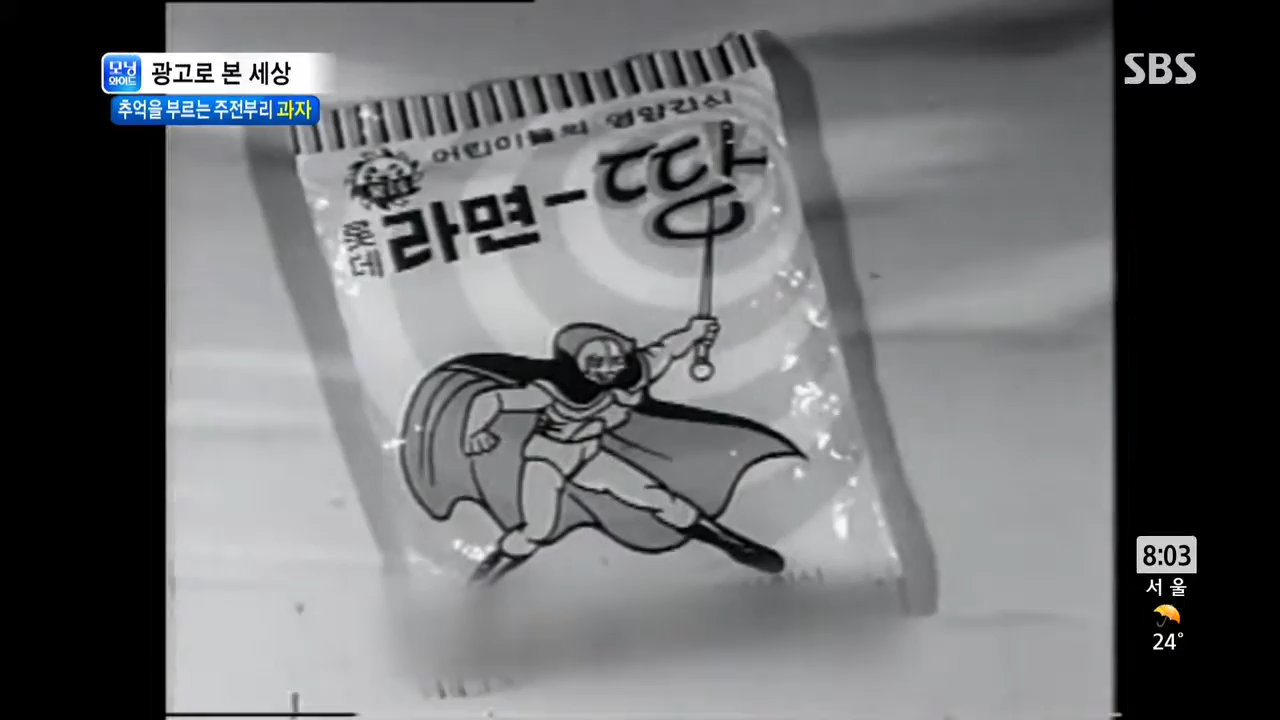 모닝
와이드
광고로 본 세상
추억을 부르는 주전부리 과자
SBS
어린이들의 영양간식
롯데
라면-땅
8:03
서울
24°